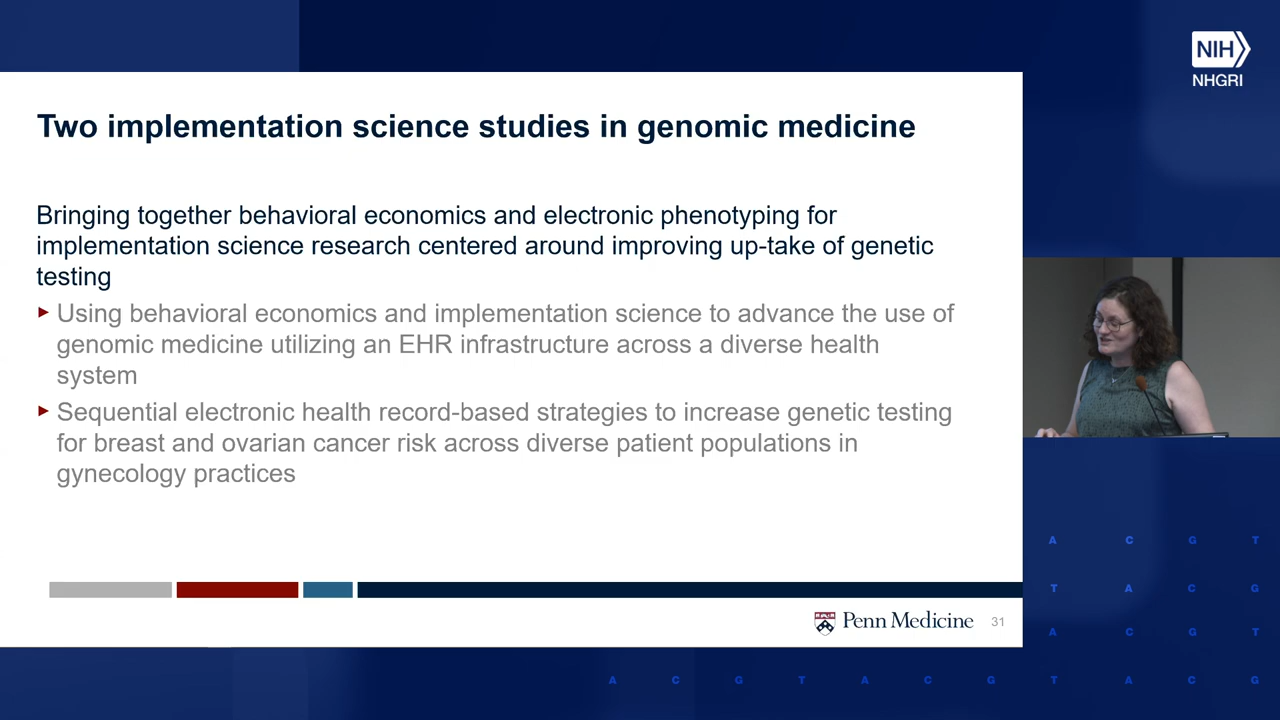 NIH
NHGRI
Two implementation science studies in genomic medicine
Bringing together behavioral economics and electronic phenotyping for
implementation science research centered around improving up-take of genetic
testing
Using behavioral economics and implementation science to advance the use of
genomic medicine utilizing an EHR infrastructure across a diverse health
system
Sequential electronic health record-based strategies to increase genetic testing
for breast and ovarian cancer risk across diverse patient populations in
gynecology practices
Penn Medicine 31
A C G T
T A C G
A C G T
A C G T A C G T A C G